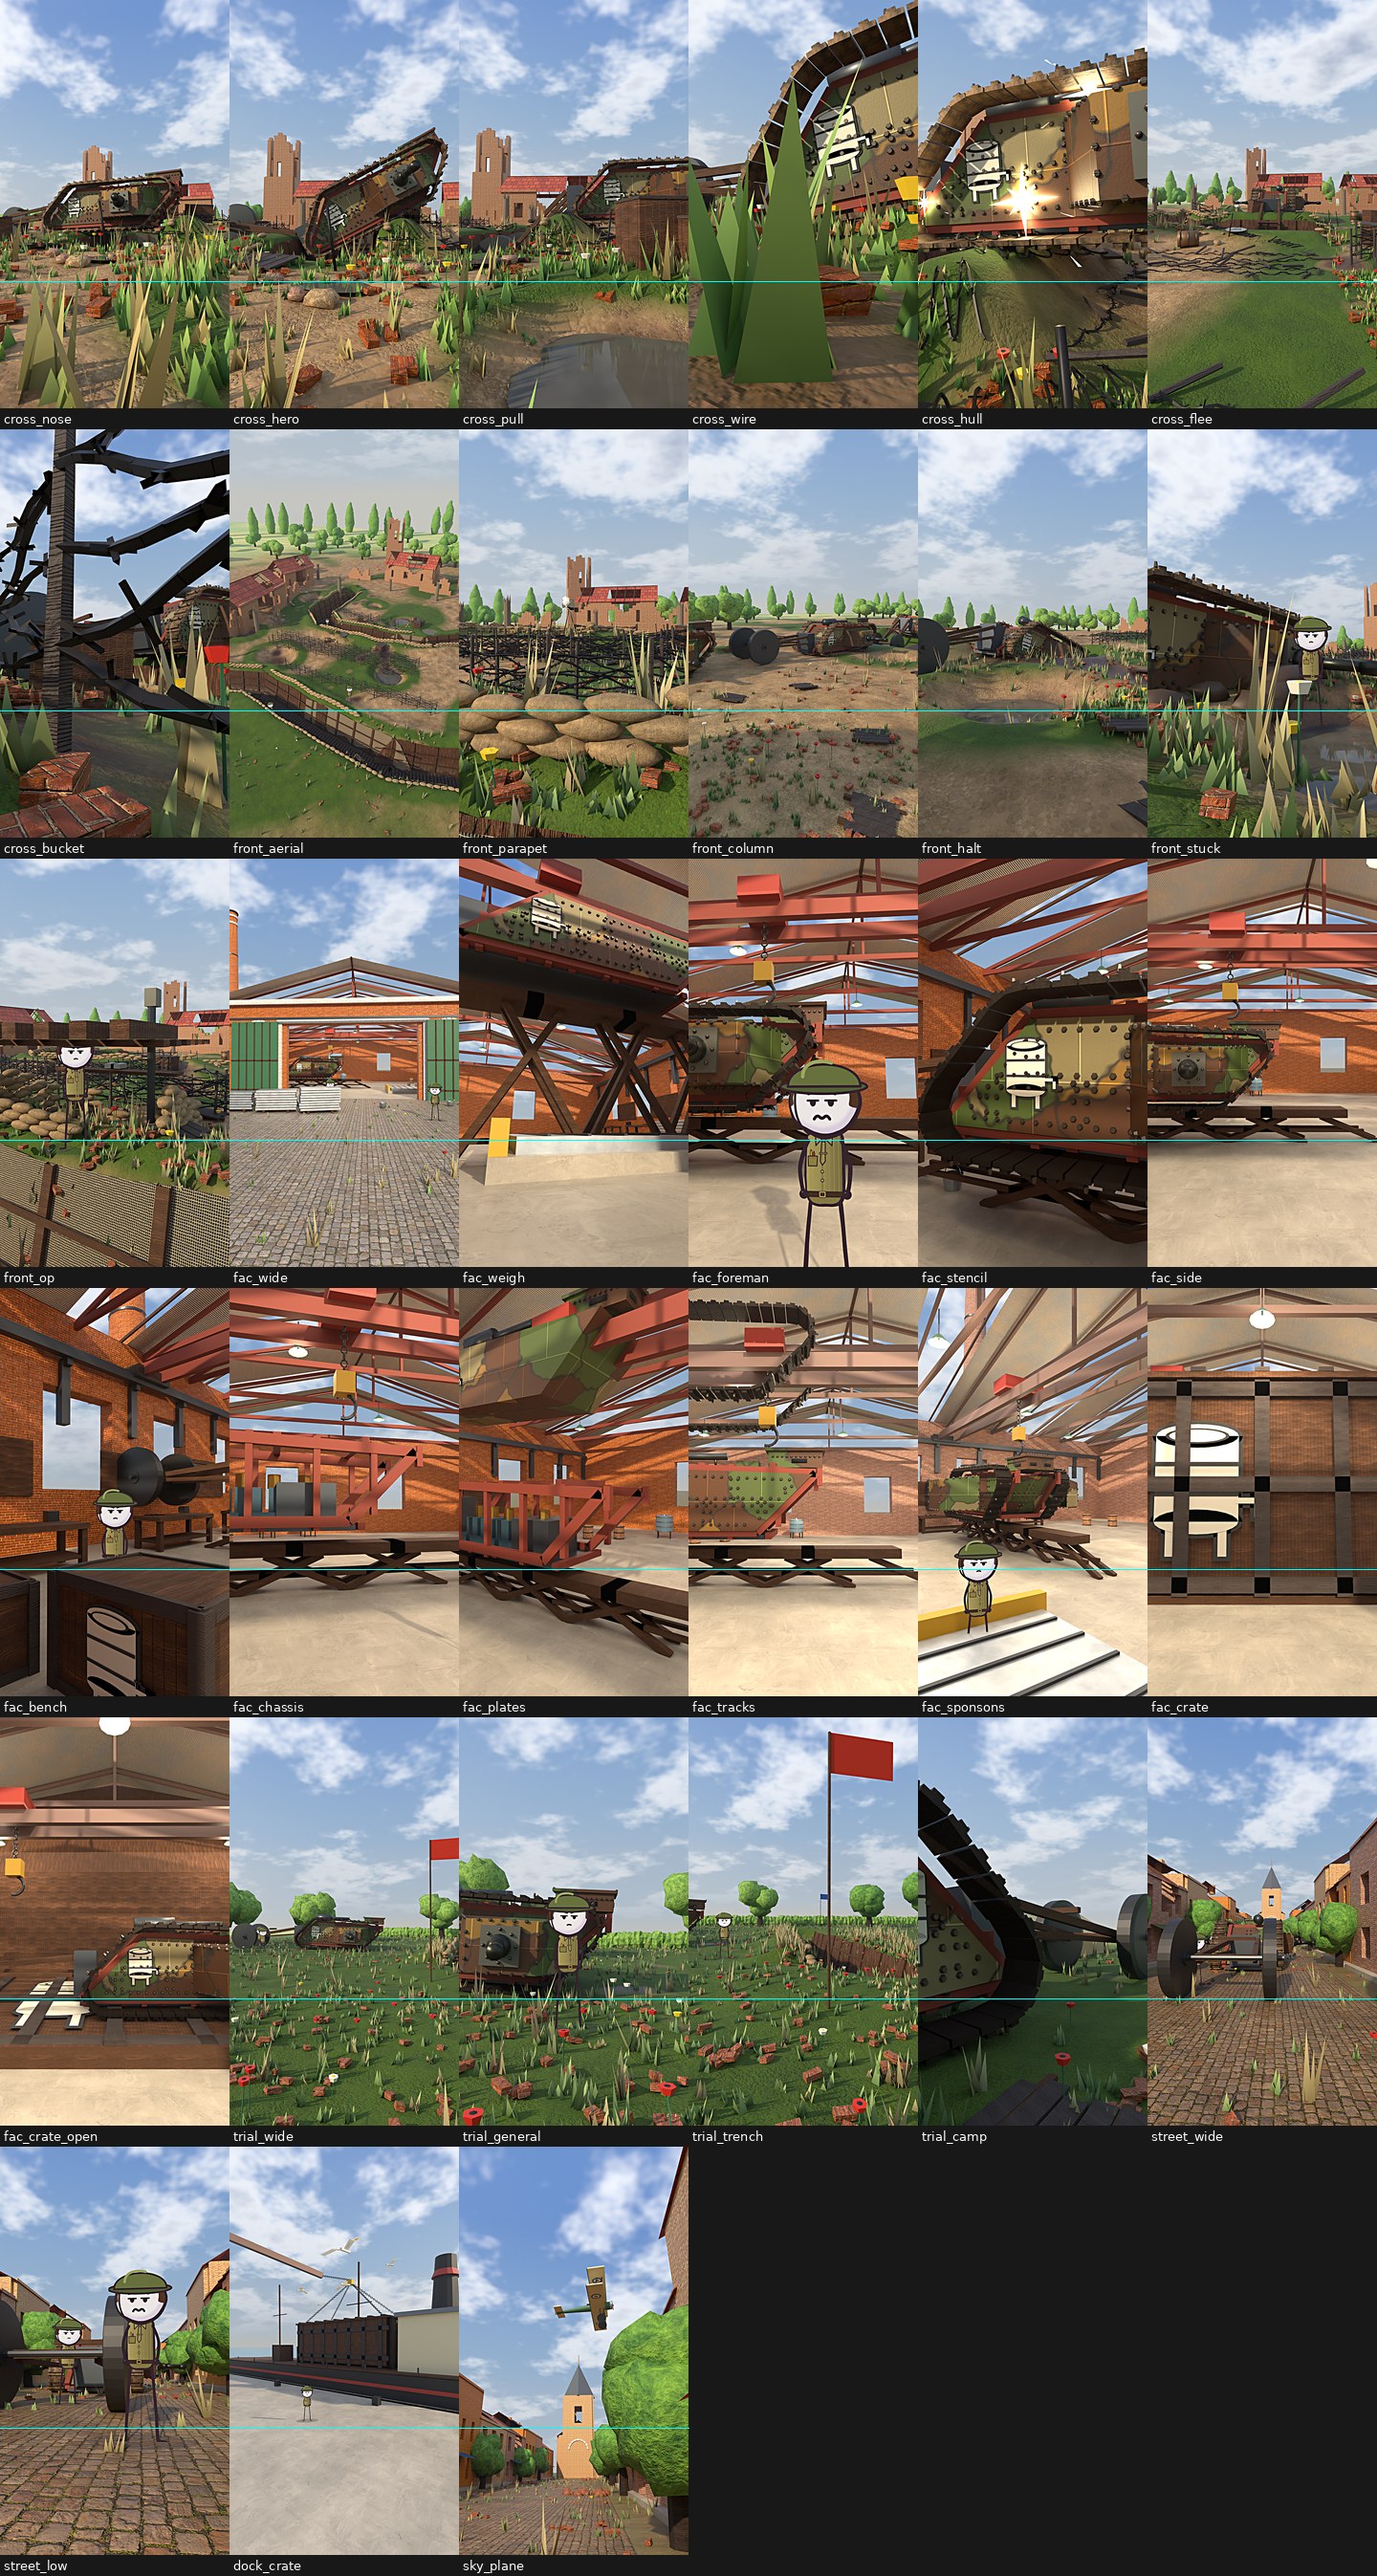 cross_nose
cross_hero
cross_pull
cross_wire
cross_hull
cross_flee
cross_bucket
front_aerial
front_parapet
front_column
front_halt
front_stuck
front_op
fac_wide
fac_weigh
fac_foreman
fac_stencil
fac_side
fac_bench
fac_chassis
fac_plates
fac_tracks
fac_sponsons
fac_crate
fac_crate_open
trial_wide
trial_general
trial_trench
trial_camp
street_wide
street_low
dock_crate
sky_plane